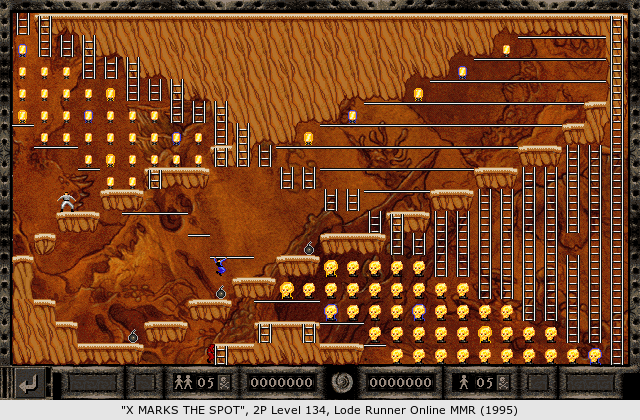 05 0000000 0000000 05
"X MARKS THE SPOT", 2P Level 134, Lode Runner Online MMR (1995)